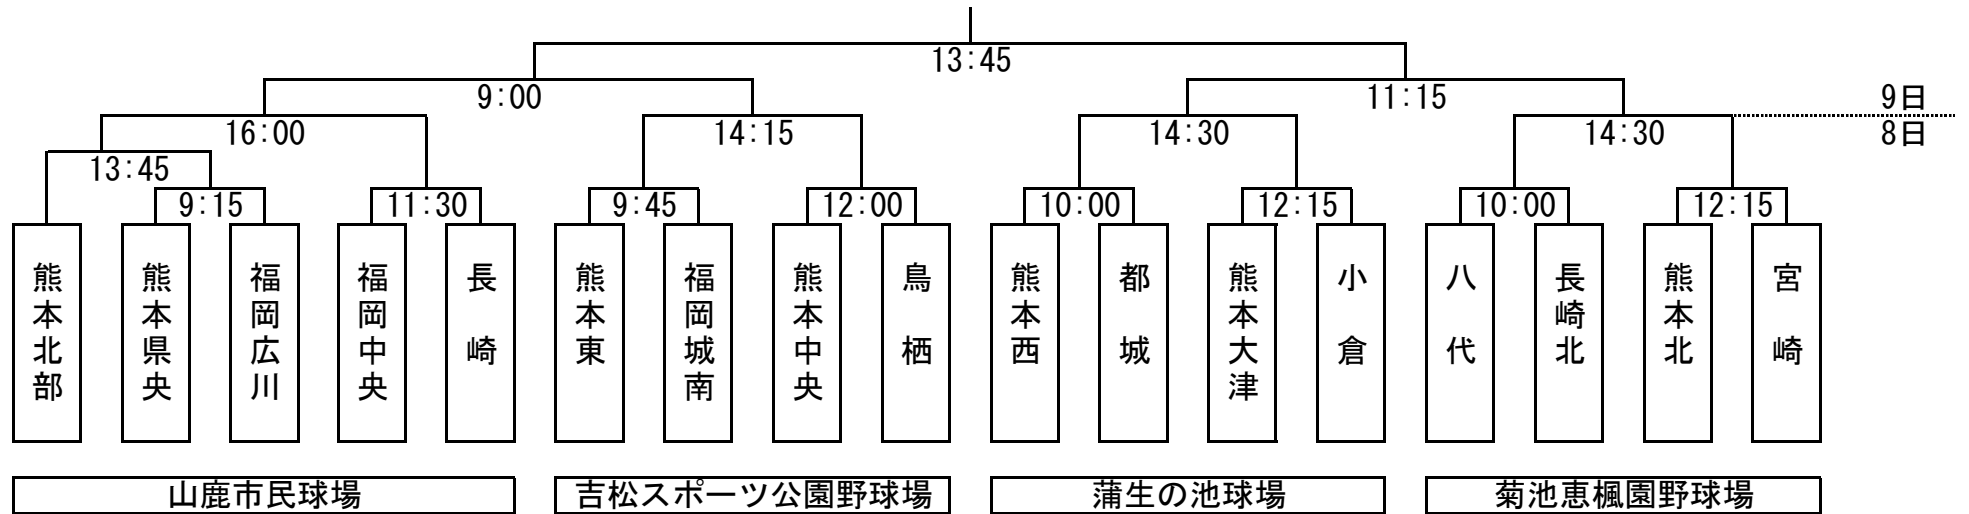 13:45
9:00
11:15
9日
16:00
14:15
14:30
14:30
8日
13:45
9:15
11:30
9:45
12:00
10:00
12:15
10:00
12:15
熊本北部
熊本県央
福岡広川
福岡中央
長崎
熊本東
福岡城南
熊本中央
鳥栖
熊本西
都城
熊本大津
小倉
八代
長崎北
熊本北
宮崎
山鹿市民球場
吉松スポーツ公園野球場
蒲生の池球場
菊池恵楓園野球場